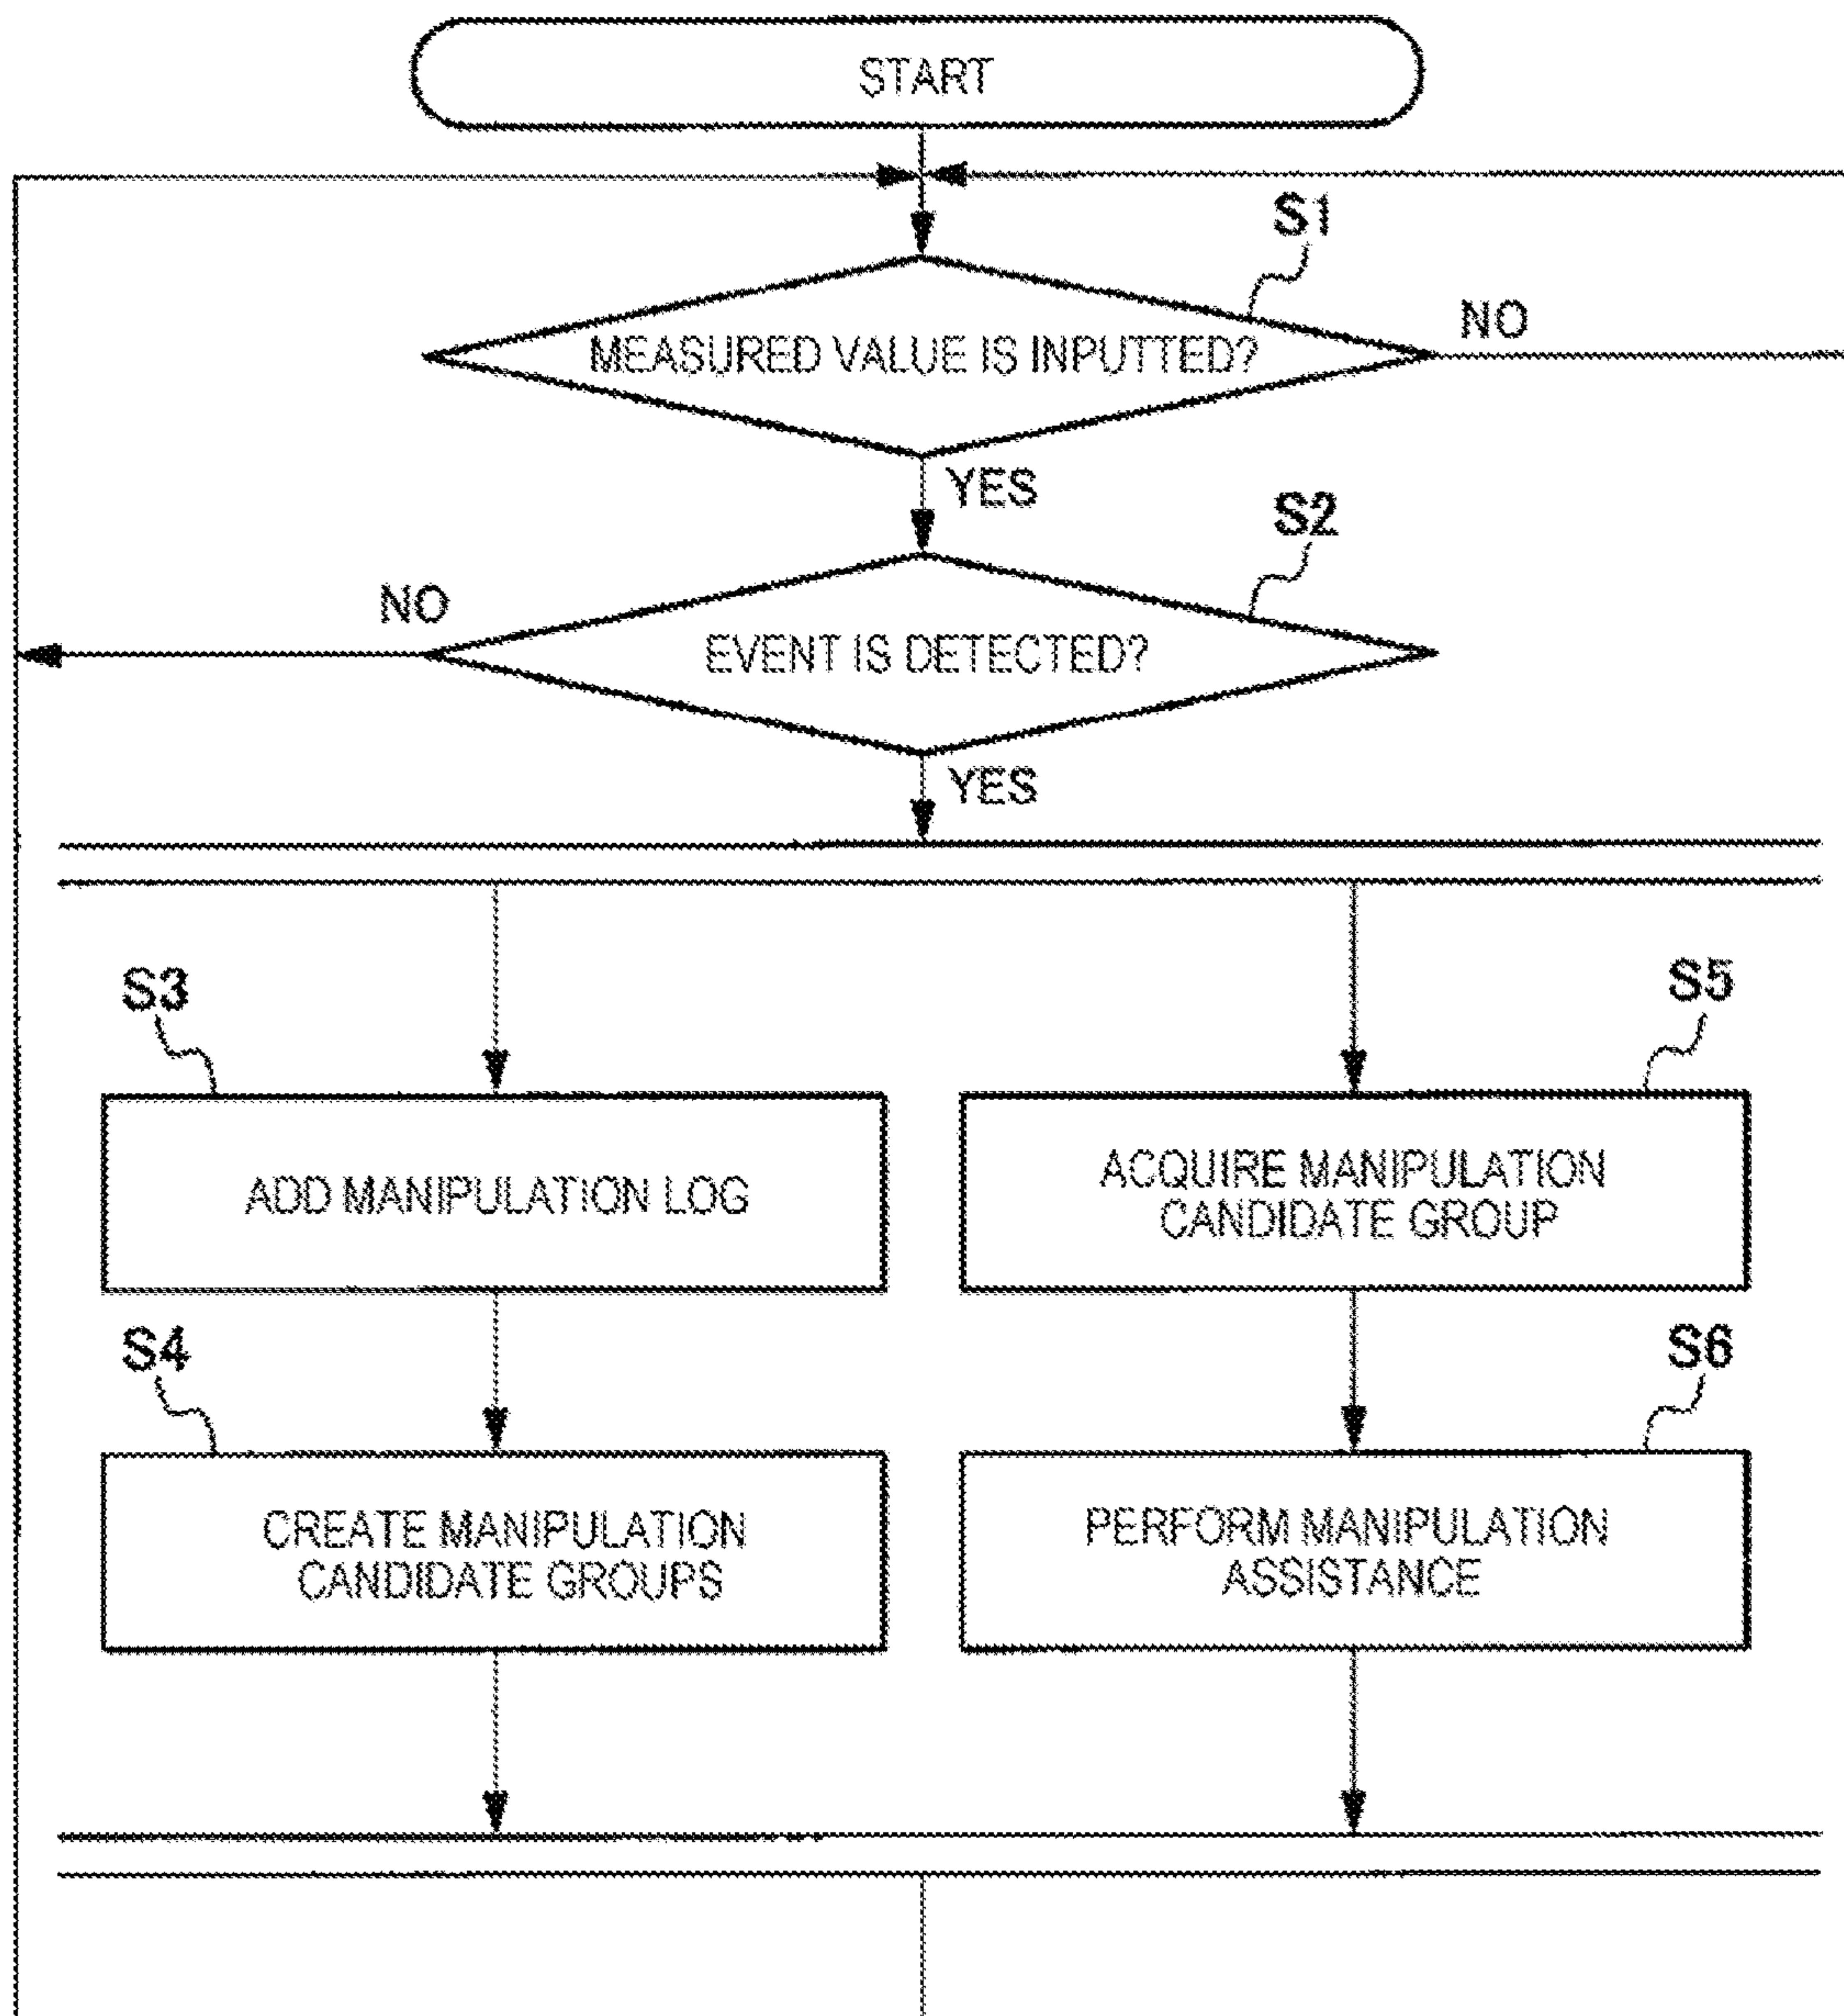 START
S1
MEASURED VALUE IS INPUTTED?
NO
YES
S2
NO
EVENT IS DETECTED?
YES
S3
S5
ADD MANIPULATION LOG
ACQUIRE MANIPULATION
CANDIDATE GROUP
S4
S6
CREATE MANIPULATION
CANDIDATE GROUPS
PERFORM MANIPULATION
ASSISTANCE